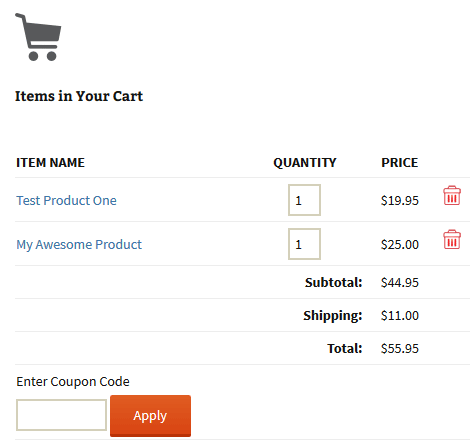 Items in Your Cart
ITEM NAME QUANTITY PRICE
Test Product One 1 $19.95
My Awesome Product 1 $25.00
Subtotal: $44.95
Shipping: $11.00
Total: $55.95
Enter Coupon Code
Apply